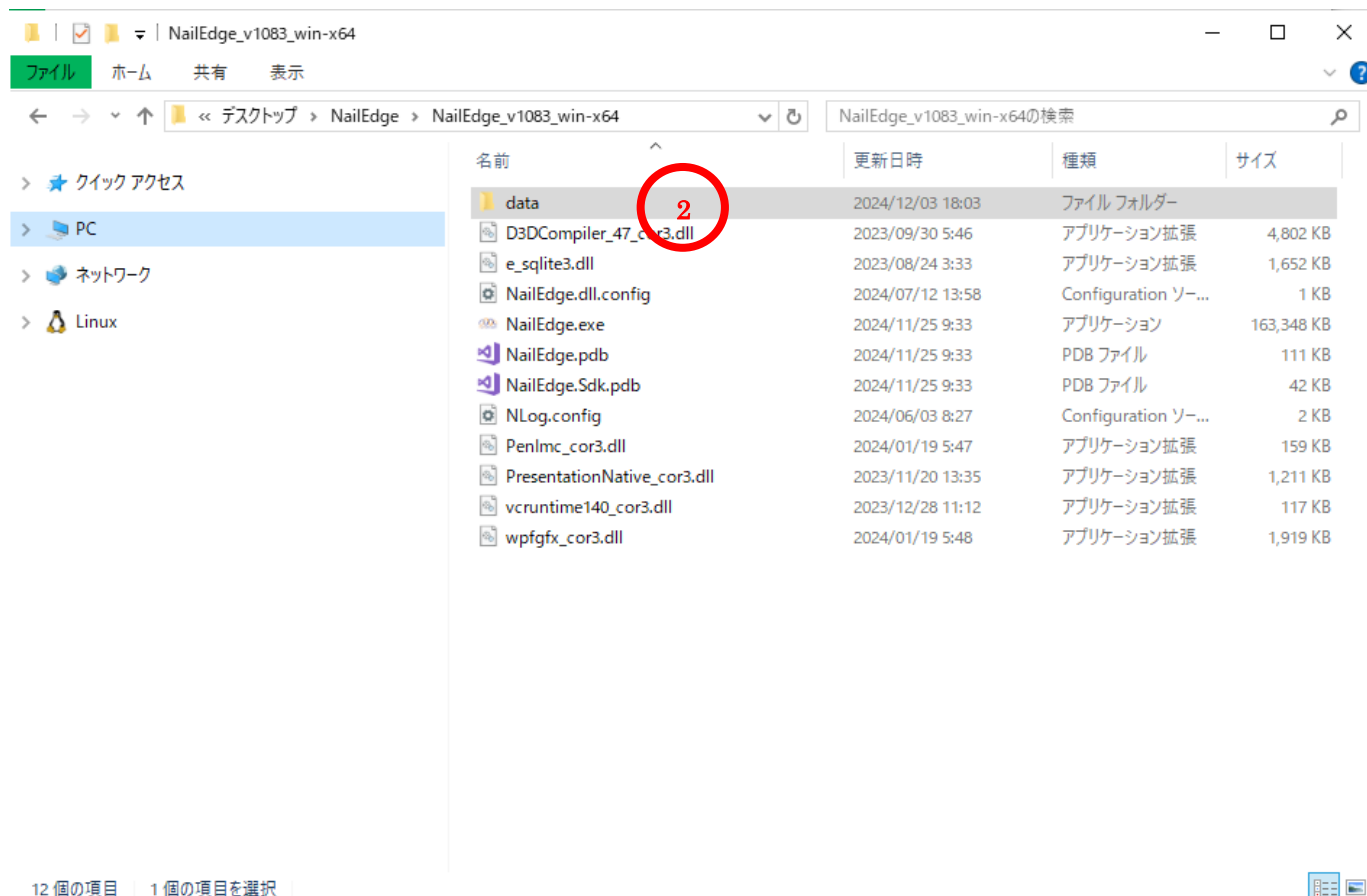 NailEdge_v1083_win-x64
ファイル ホーム 共有 表示
« デスクトップ › NailEdge › NailEdge_v1083_win-x64 NailEdge_v1083_win-x64の検索
名前 更新日時 種類 サイズ
クイック アクセス
PC
ネットワーク
Linux
data 2024/12/03 18:03 ファイル フォルダー
2
D3DCompiler_47_cor3.dll 2023/09/30 5:46 アプリケーション拡張 4,802 KB
e_sqlite3.dll 2023/08/24 3:33 アプリケーション拡張 1,652 KB
NailEdge.dll.config 2024/07/12 13:58 Configuration ソー... 1 KB
NailEdge.exe 2024/11/25 9:33 アプリケーション 163,348 KB
NailEdge.pdb 2024/11/25 9:33 PDB ファイル 111 KB
NailEdge.Sdk.pdb 2024/11/25 9:33 PDB ファイル 42 KB
NLog.config 2024/06/03 8:27 Configuration ソー... 2 KB
PenImc_cor3.dll 2024/01/19 5:47 アプリケーション拡張 159 KB
PresentationNative_cor3.dll 2023/11/20 13:35 アプリケーション拡張 1,211 KB
vcruntime140_cor3.dll 2023/12/28 11:12 アプリケーション拡張 117 KB
wpfgfx_cor3.dll 2024/01/19 5:48 アプリケーション拡張 1,919 KB
12 個の項目 1 個の項目を選択